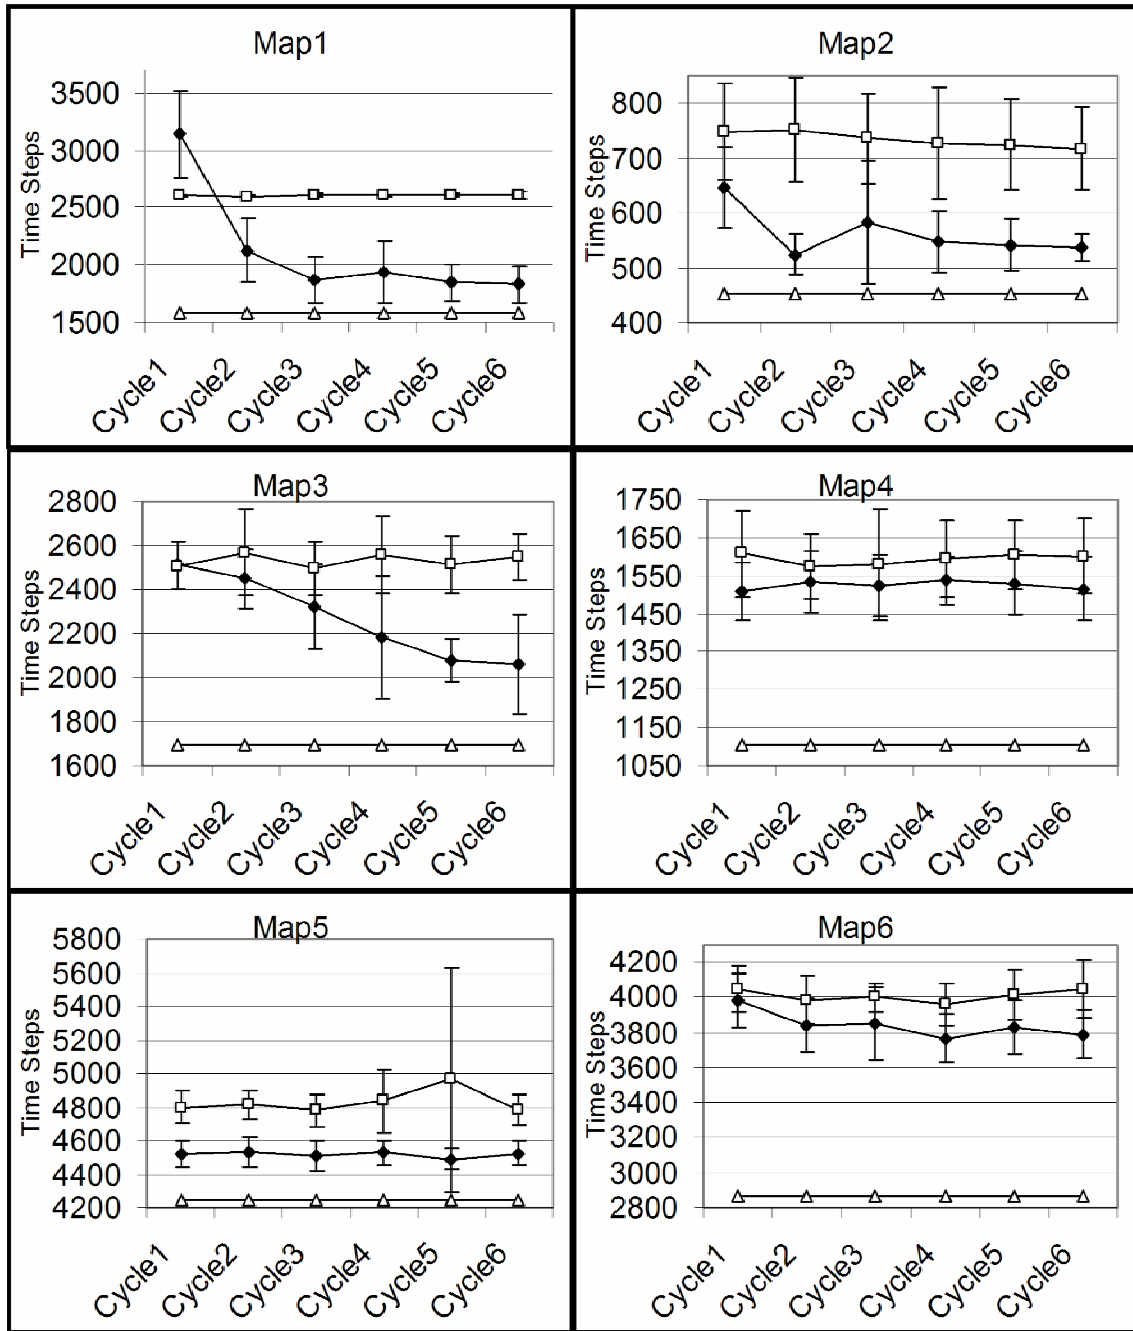 Map1
Time Steps
3500
3000
2500
2000
1500
Cycle1
Cycle2
Cycle3
Cycle4
Cycle5
Cycle6
Map2
Time Steps
800
700
600
500
400
Cycle1
Cycle2
Cycle3
Cycle4
Cycle5
Cycle6
Map3
Time Steps
2800
2600
2400
2200
2000
1800
1600
Cycle1
Cycle2
Cycle3
Cycle4
Cycle5
Cycle6
Map4
Time Steps
1750
1650
1550
1450
1350
1250
1150
1050
Cycle1
Cycle2
Cycle3
Cycle4
Cycle5
Cycle6
Map5
Time Steps
5800
5600
5400
5200
5000
4800
4600
4400
4200
Cycle1
Cycle2
Cycle3
Cycle4
Cycle5
Cycle6
Map6
Time Steps
4200
4000
3800
3600
3400
3200
3000
2800
Cycle1
Cycle2
Cycle3
Cycle4
Cycle5
Cycle6